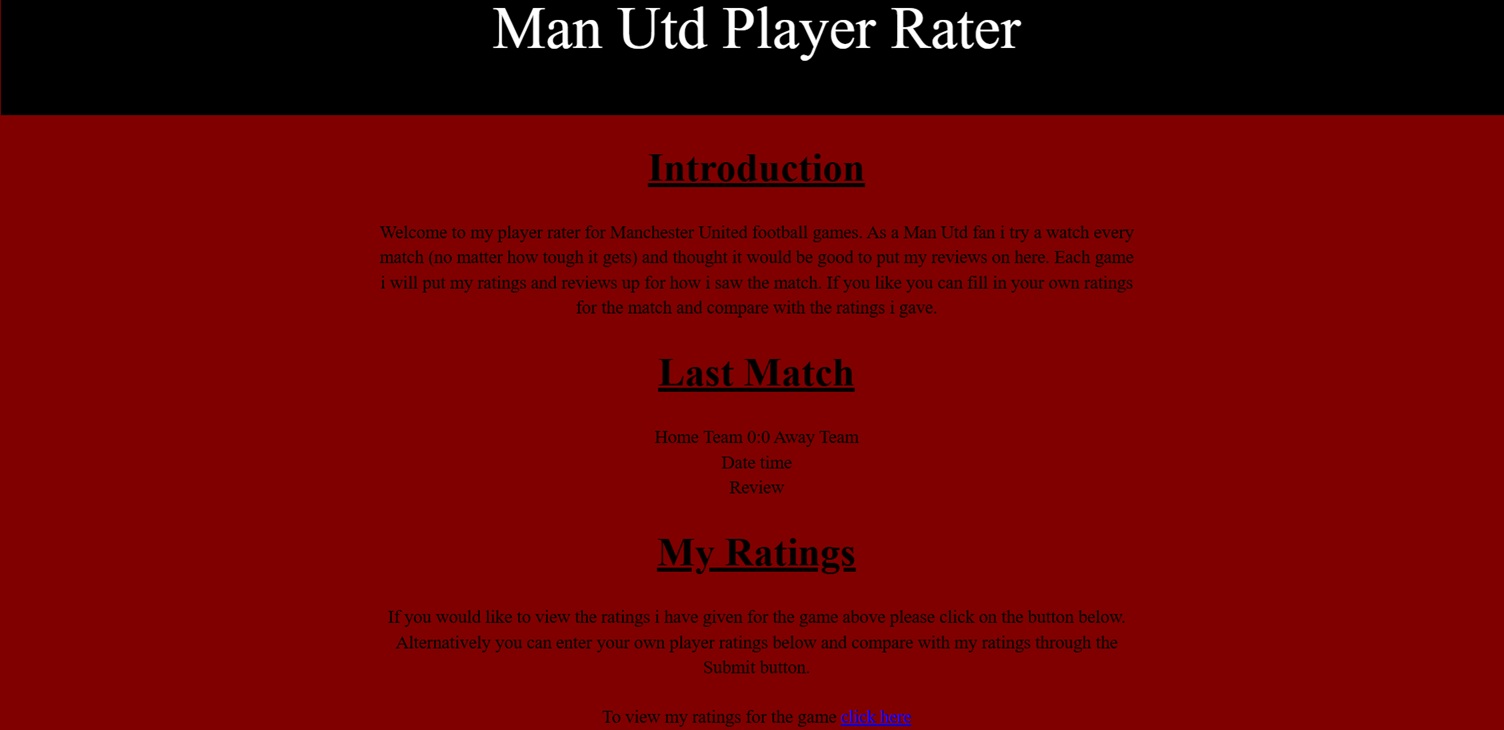 Man Utd Player Rater
Introduction
Welcome to my player rater for Manchester United football games. As a Man Utd fan i try a watch every
match (no matter how tough it gets) and thought it would be good to put my reviews on here. Each game
i will put my ratings and reviews up for how i saw the match. If you like you can fill in your own ratings
for the match and compare with the ratings i gave.
Last Match
Home Team 0:0 Away Team
Date time
Review
My Ratings
If you would like to view the ratings i have given for the game above please click on the button below.
Alternatively you can enter your own player ratings below and compare with my ratings through the
Submit button.
To view my ratings for the game click here